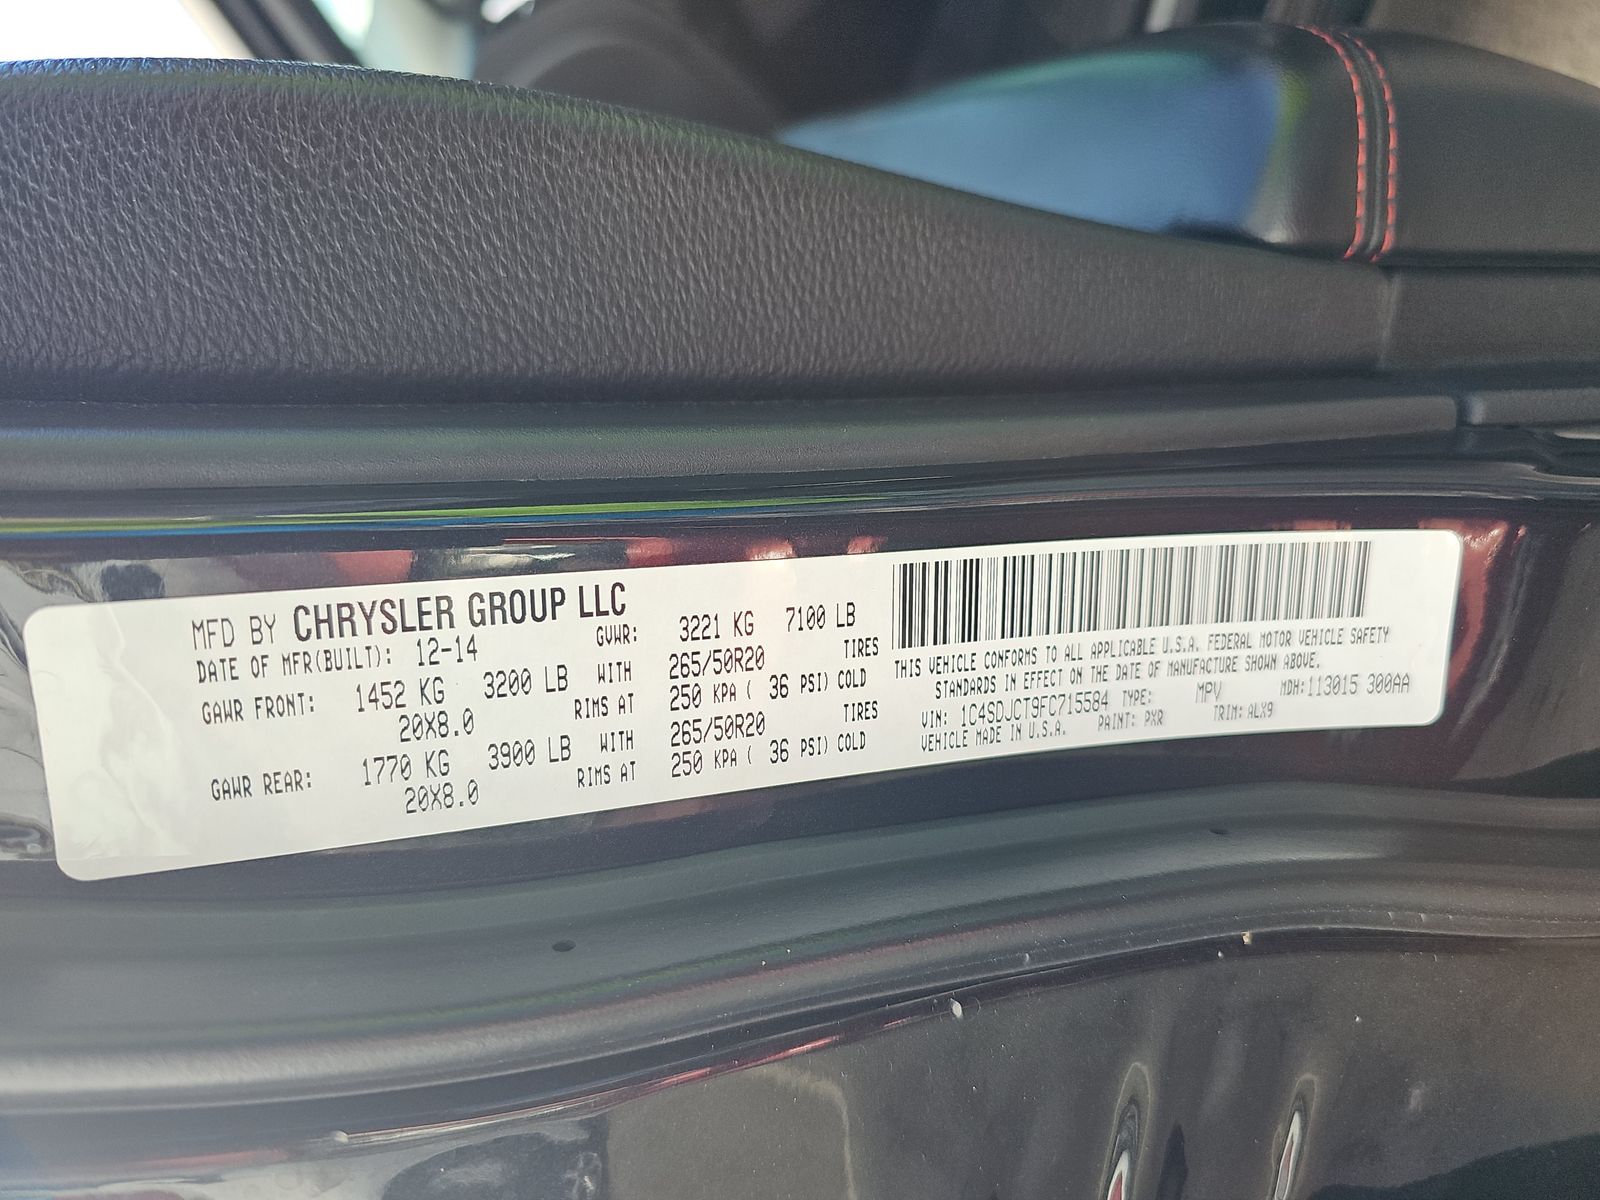 MFD BY CHRYSLER GROUP LLC
DATE OF MFR(BUILT): 12-14 GVWR: 3221 KG 7100 LB
GAWR FRONT: 1452 KG 3200 LB WITH 265/50R20 TIRES
20X8.0 RIMS AT 250 KPA ( 36 PSI) COLD
GAWR REAR: 1770 KG 3900 LB WITH 265/50R20 TIRES
20X8.0 RIMS AT 250 KPA ( 36 PSI) COLD
THIS VEHICLE CONFORMS TO ALL APPLICABLE U.S.A. FEDERAL MOTOR VEHICLE SAFETY
STANDARDS IN EFFECT ON THE DATE OF MANUFACTURE SHOWN ABOVE.
VIN: 1C4SDJCT9FC715584 TYPE: MPV MDH:113015 300AA
VEHICLE MADE IN U.S.A. PAINT: PXR TRIM: ALX9